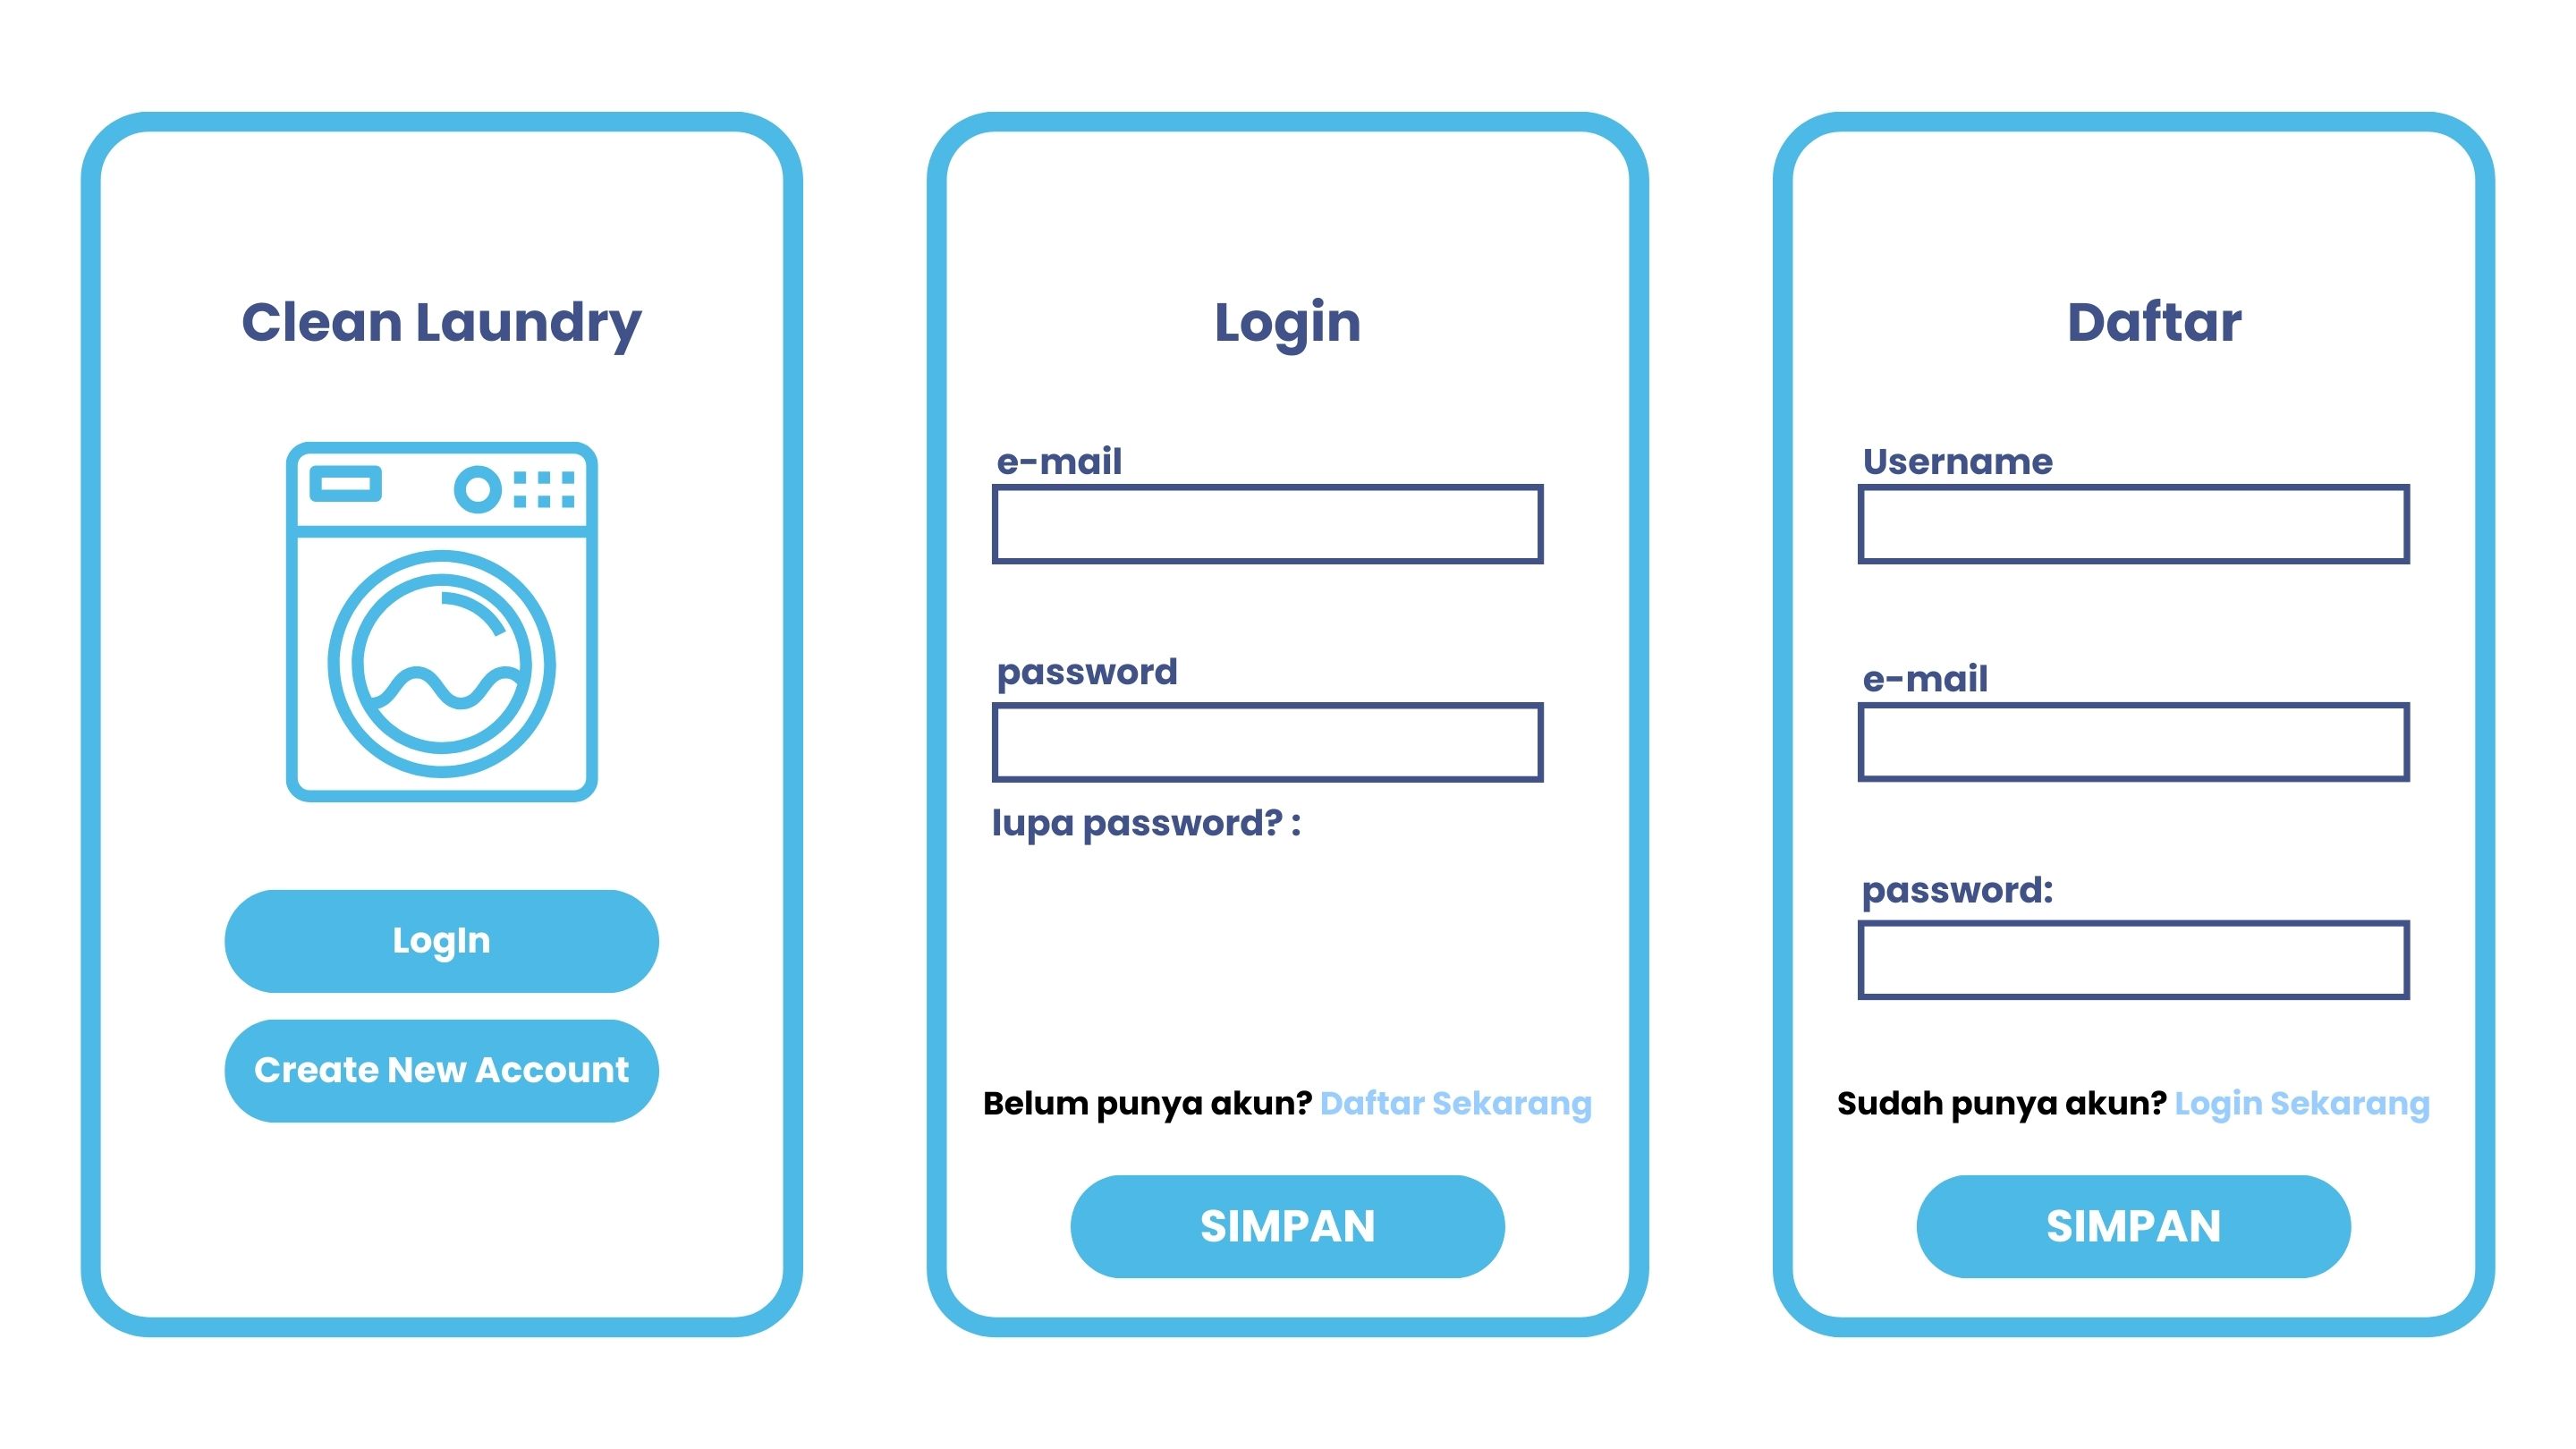 Clean Laundry
LogIn
Create New Account
Login
e-mail
password
lupa password? :
Belum punya akun? Daftar Sekarang
SIMPAN
Daftar
Username
e-mail
password:
Sudah punya akun? Login Sekarang
SIMPAN